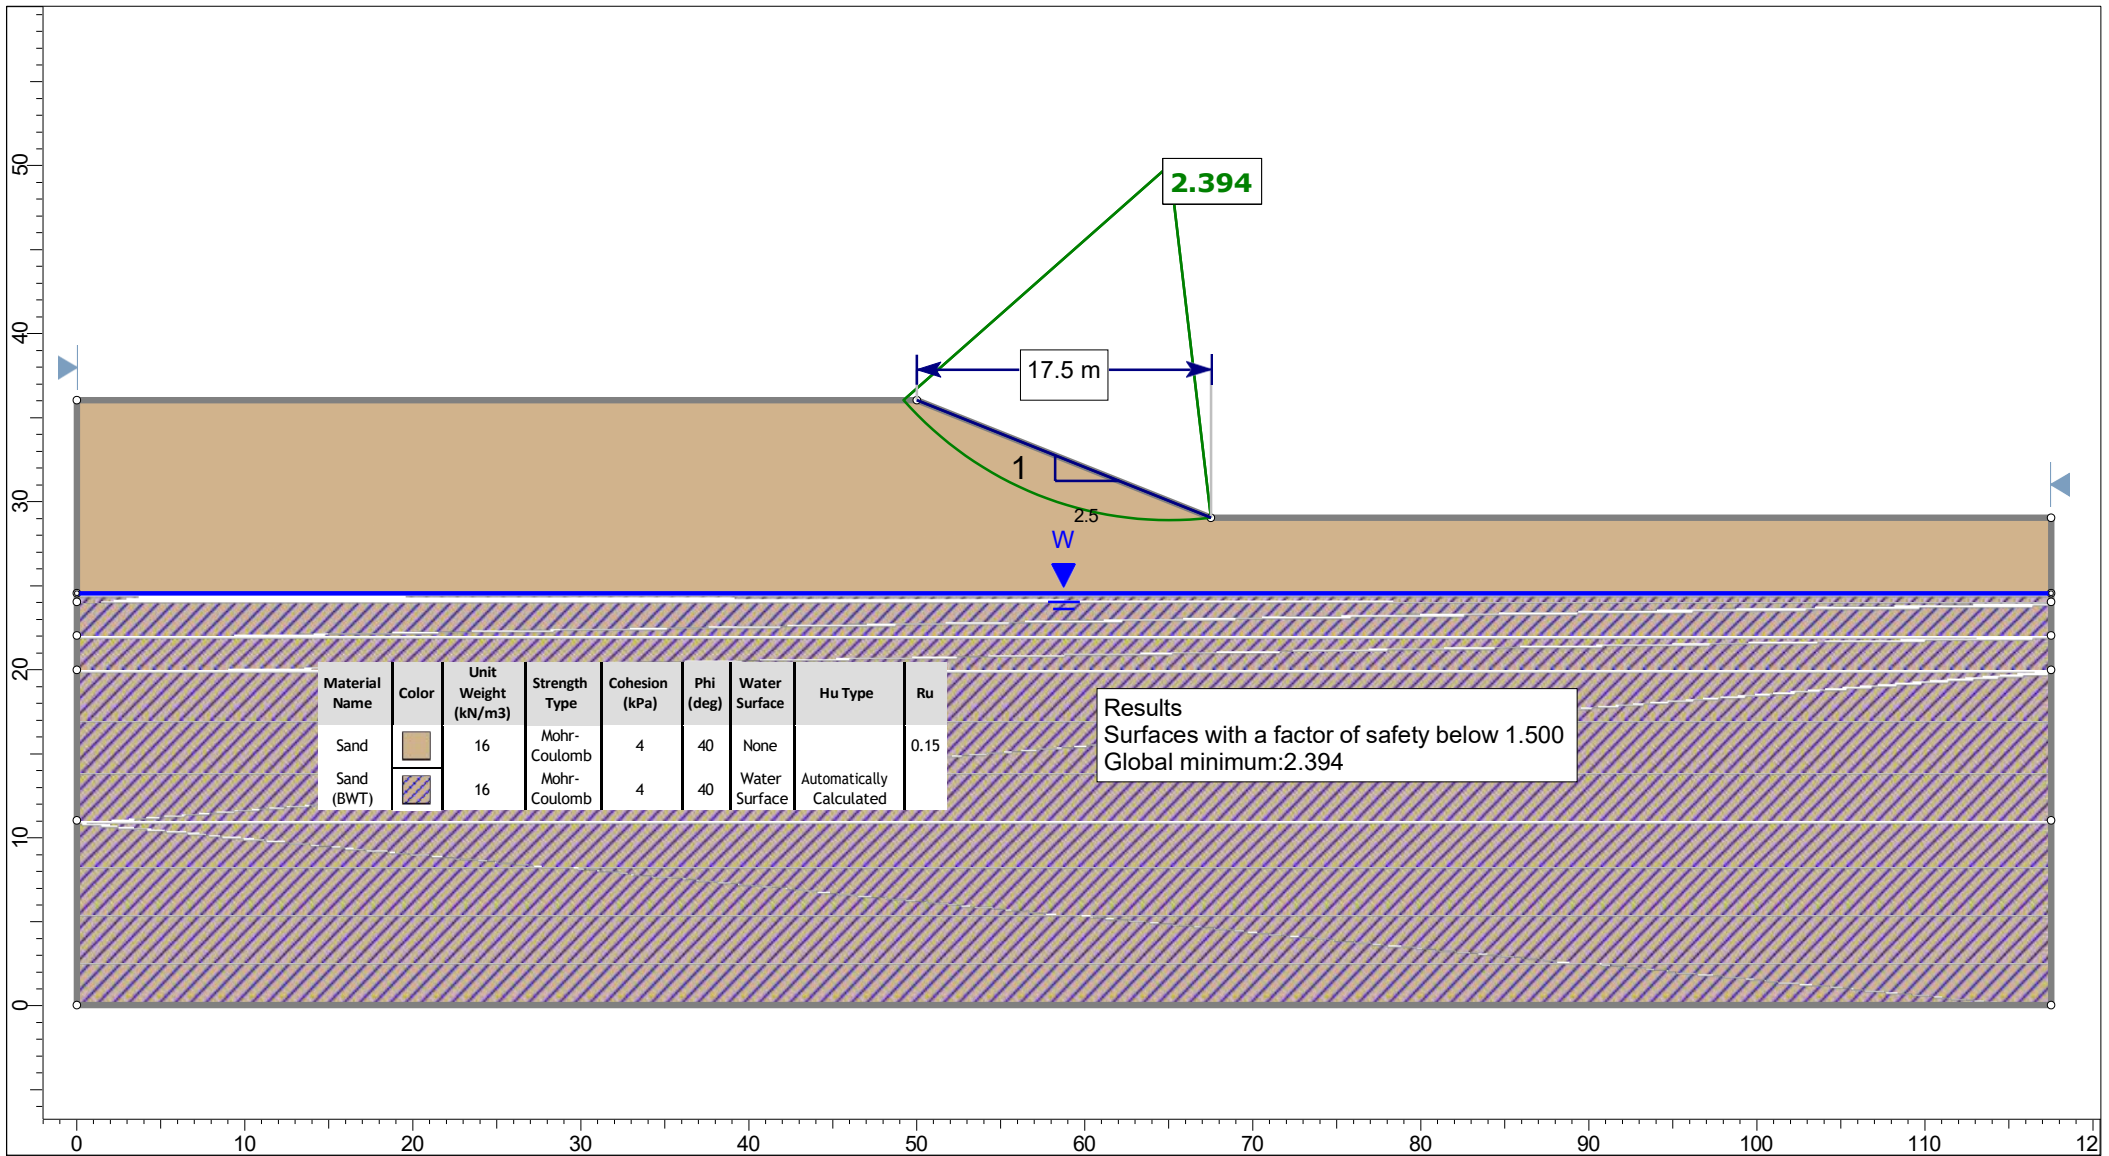 50
40
30
20
10
0
2.394
17.5 m
1
2.5
W
Material Name Color Unit Weight (kN/m3) Strength Type Cohesion (kPa) Phi (deg) Water Surface Hu Type Ru
Sand 16 Mohr-Coulomb 4 40 None 0.15
Sand (BWT) 16 Mohr-Coulomb 4 40 Water Surface Automatically Calculated
Results
Surfaces with a factor of safety below 1.500
Global minimum:2.394
0 10 20 30 40 50 60 70 80 90 100 110 12